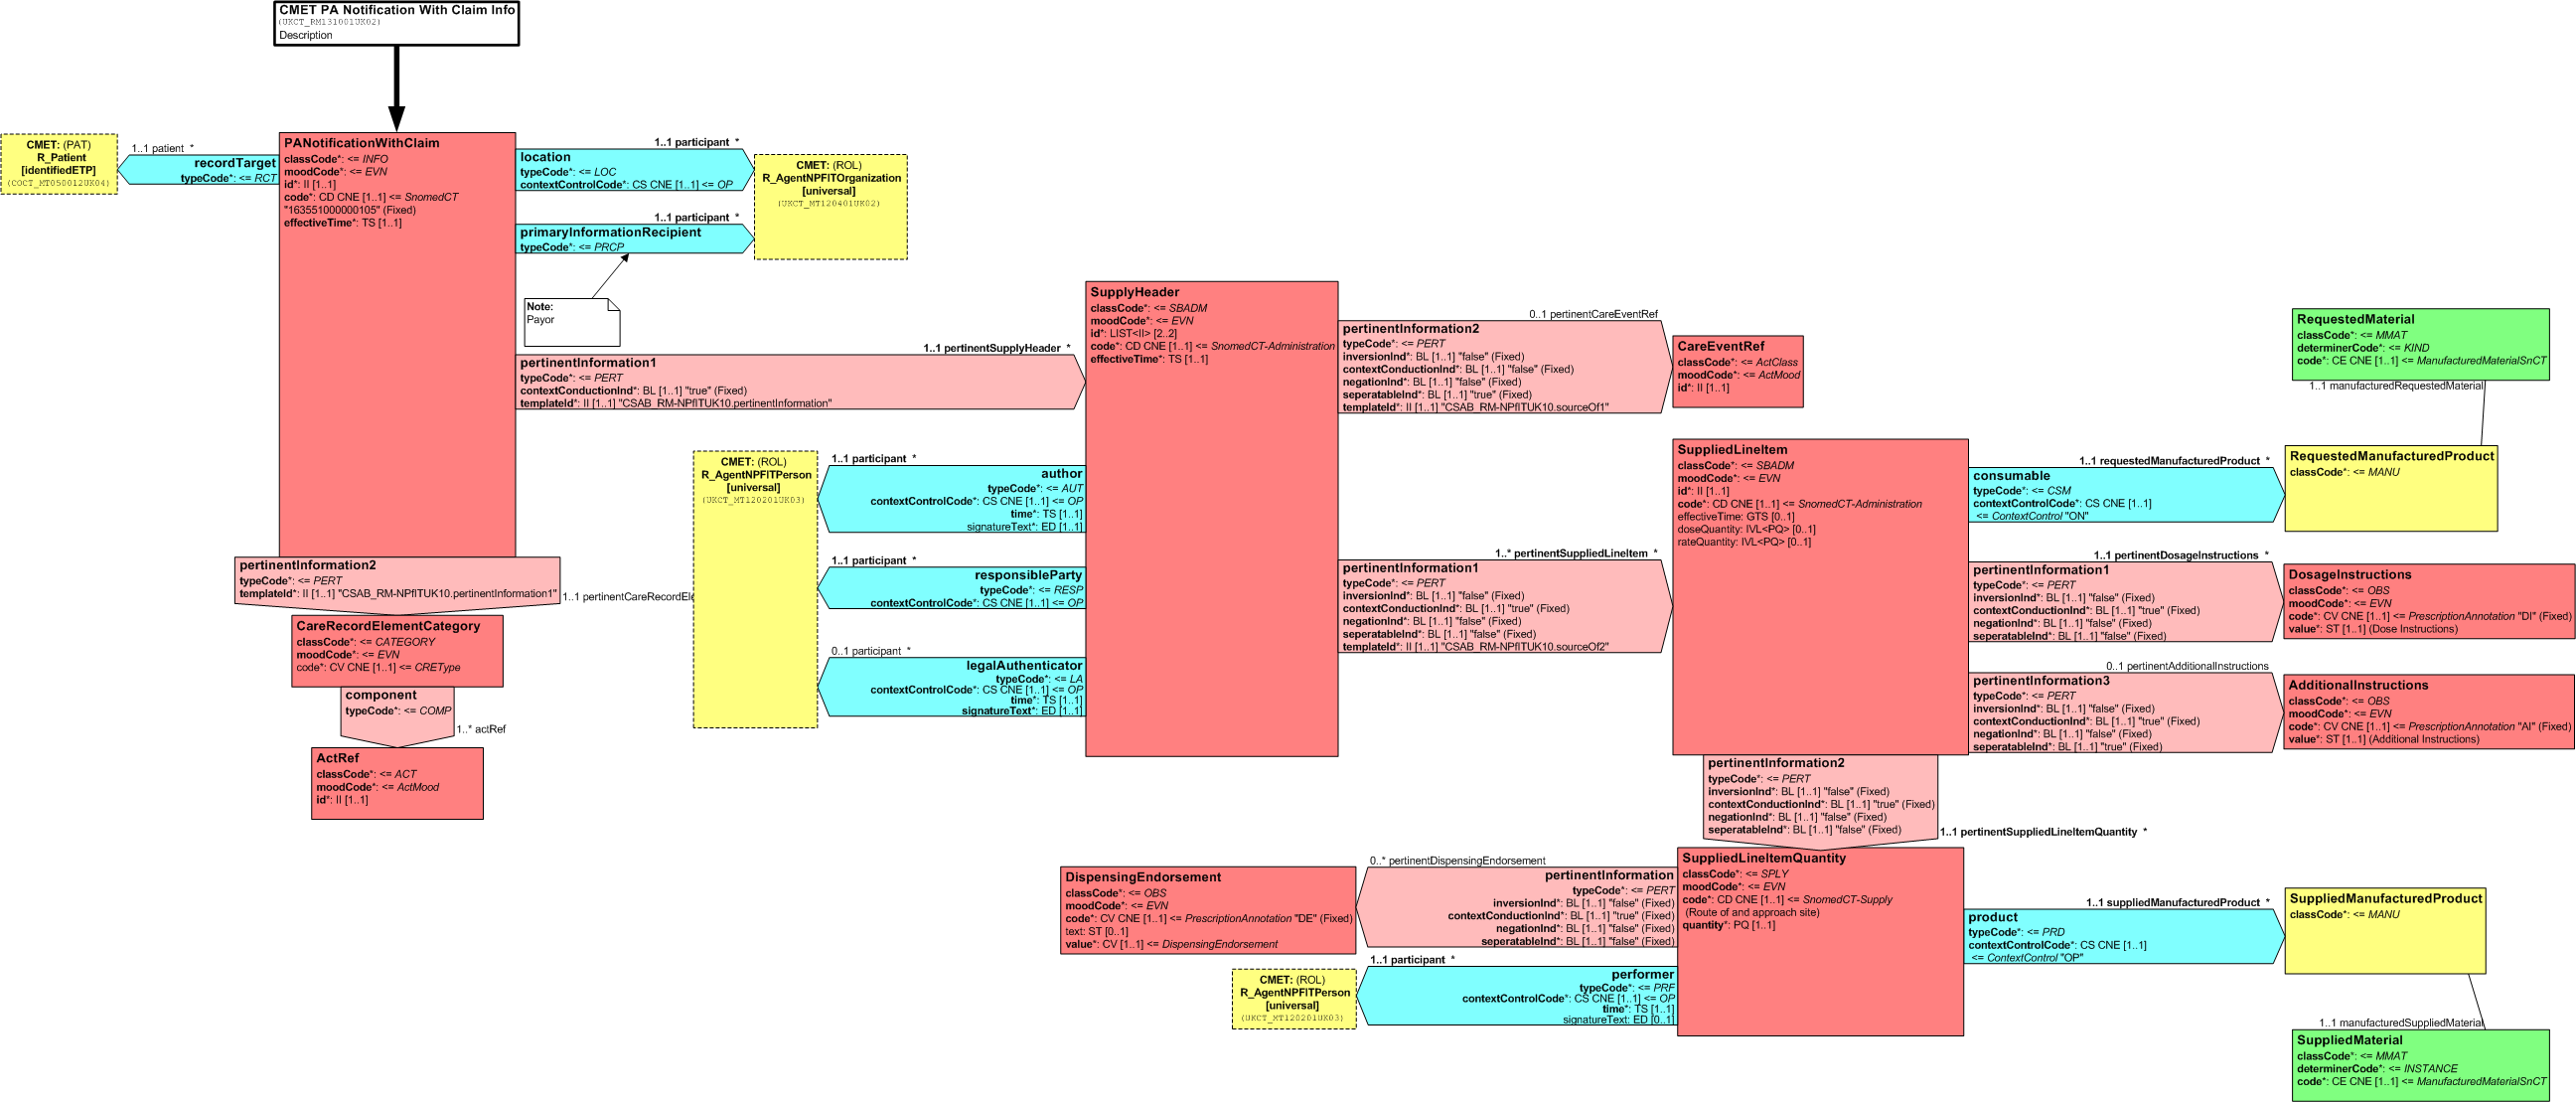 CMET PA Notification With Claim Info
(UKCT_RM131001UK02)
Description
CMET: (PAT)
R_Patient
[identifiedETP]
(COCT_MT050012UK04)
1..1 patient *
recordTarget
typeCode*: <= RCT
PANotificationWithClaim
classCode*: <= INFO
moodCode*: <= EVN
id*: II [1..1]
code*: CD CNE [1..1] <= SnomedCT
"163551000000105" (Fixed)
effectiveTime*: TS [1..1]
1..1 participant *
location
typeCode*: <= LOC
contextControlCode*: CS CNE [1..1] <= OP
1..1 participant *
primaryInformationRecipient
typeCode*: <= PRCP
CMET: (ROL)
R_AgentNPFITOrganization
[universal]
(UKCT_MT120401UK02)
Note:
Payor
1..1 pertinentSupplyHeader *
pertinentInformation1
typeCode*: <= PERT
contextConductionInd*: BL [1..1] "true" (Fixed)
templateId*: II [1..1] "CSAB_RM-NPfITUK10.pertinentInformation"
pertinentInformation2
typeCode*: <= PERT
templateId*: II [1..1] "CSAB_RM-NPfITUK10.pertinentInformation1"
1..1 pertinentCareRecordEle
CareRecordElementCategory
classCode*: <= CATEGORY
moodCode*: <= EVN
code*: CV CNE [1..1] <= CREType
component
typeCode*: <= COMP
1..* actRef
ActRef
classCode*: <= ACT
moodCode*: <= ActMood
id*: II [1..1]
SupplyHeader
classCode*: <= SBADM
moodCode*: <= EVN
id*: LIST<II> [2..2]
code*: CD CNE [1..1] <= SnomedCT-Administration
effectiveTime*: TS [1..1]
CMET: (ROL)
R_AgentNPFITPerson
[universal]
(UKCT_MT120201UK03)
1..1 participant *
author
typeCode*: <= AUT
contextControlCode*: CS CNE [1..1] <= OP
time*: TS [1..1]
signatureText*: ED [1..1]
1..1 participant *
responsibleParty
typeCode*: <= RESP
contextControlCode*: CS CNE [1..1] <= OP
0..1 participant *
legalAuthenticator
typeCode*: <= LA
contextControlCode*: CS CNE [1..1] <= OP
time*: TS [1..1]
signatureText*: ED [1..1]
0..1 pertinentCareEventRef
pertinentInformation2
typeCode*: <= PERT
inversionInd*: BL [1..1] "false" (Fixed)
contextConductionInd*: BL [1..1] "false" (Fixed)
negationInd*: BL [1..1] "false" (Fixed)
seperatableInd*: BL [1..1] "true" (Fixed)
templateId*: II [1..1] "CSAB_RM-NPfITUK10.sourceOf1"
CareEventRef
classCode*: <= ActClass
moodCode*: <= ActMood
id*: II [1..1]
1..* pertinentSuppliedLineItem *
pertinentInformation1
typeCode*: <= PERT
inversionInd*: BL [1..1] "false" (Fixed)
contextConductionInd*: BL [1..1] "true" (Fixed)
negationInd*: BL [1..1] "false" (Fixed)
seperatableInd*: BL [1..1] "false" (Fixed)
templateId*: II [1..1] "CSAB_RM-NPfITUK10.sourceOf2"
SuppliedLineItem
classCode*: <= SBADM
moodCode*: <= EVN
id*: II [1..1]
code*: CD CNE [1..1] <= SnomedCT-Administration
effectiveTime: GTS [0..1]
doseQuantity: IVL<PQ> [0..1]
rateQuantity: IVL<PQ> [0..1]
RequestedMaterial
classCode*: <= MMAT
determinerCode*: <= KIND
code*: CE CNE [1..1] <= ManufacturedMaterialSnCT
1..1 manufacturedRequestedMaterial
1..1 requestedManufacturedProduct *
consumable
typeCode*: <= CSM
contextControlCode*: CS CNE [1..1]
<= ContextControl "ON"
RequestedManufacturedProduct
classCode*: <= MANU
1..1 pertinentDosageInstructions *
pertinentInformation1
typeCode*: <= PERT
inversionInd*: BL [1..1] "false" (Fixed)
contextConductionInd*: BL [1..1] "true" (Fixed)
negationInd*: BL [1..1] "false" (Fixed)
seperatableInd*: BL [1..1] "false" (Fixed)
DosageInstructions
classCode*: <= OBS
moodCode*: <= EVN
code*: CV CNE [1..1] <= PrescriptionAnnotation "DI" (Fixed)
value*: ST [1..1] (Dose Instructions)
0..1 pertinentAdditionalInstructions
pertinentInformation3
typeCode*: <= PERT
inversionInd*: BL [1..1] "false" (Fixed)
contextConductionInd*: BL [1..1] "true" (Fixed)
negationInd*: BL [1..1] "false" (Fixed)
seperatableInd*: BL [1..1] "true" (Fixed)
AdditionalInstructions
classCode*: <= OBS
moodCode*: <= EVN
code*: CV CNE [1..1] <= PrescriptionAnnotation "AI" (Fixed)
value*: ST [1..1] (Additional Instructions)
pertinentInformation2
typeCode*: <= PERT
inversionInd*: BL [1..1] "false" (Fixed)
contextConductionInd*: BL [1..1] "true" (Fixed)
negationInd*: BL [1..1] "false" (Fixed)
seperatableInd*: BL [1..1] "false" (Fixed)
1..1 pertinentSuppliedLineItemQuantity *
SuppliedLineItemQuantity
classCode*: <= SPLY
moodCode*: <= EVN
code*: CD CNE [1..1] <= SnomedCT-Supply
(Route of and approach site)
quantity*: PQ [1..1]
0..* pertinentDispensingEndorsement
pertinentInformation
typeCode*: <= PERT
inversionInd*: BL [1..1] "false" (Fixed)
contextConductionInd*: BL [1..1] "true" (Fixed)
negationInd*: BL [1..1] "false" (Fixed)
seperatableInd*: BL [1..1] "false" (Fixed)
DispensingEndorsement
classCode*: <= OBS
moodCode*: <= EVN
code*: CV CNE [1..1] <= PrescriptionAnnotation "DE" (Fixed)
text: ST [0..1]
value*: CV [1..1] <= DispensingEndorsement
1..1 participant *
performer
typeCode*: <= PRF
contextControlCode*: CS CNE [1..1] <= OP
time*: TS [1..1]
signatureText: ED [0..1]
CMET: (ROL)
R_AgentNPFITPerson
[universal]
(UKCT_MT120201UK03)
1..1 suppliedManufacturedProduct *
product
typeCode*: <= PRD
contextControlCode*: CS CNE [1..1]
<= ContextControl "OP"
SuppliedManufacturedProduct
classCode*: <= MANU
1..1 manufacturedSuppliedMaterial
SuppliedMaterial
classCode*: <= MMAT
determinerCode*: <= INSTANCE
code*: CE CNE [1..1] <= ManufacturedMaterialSnCT